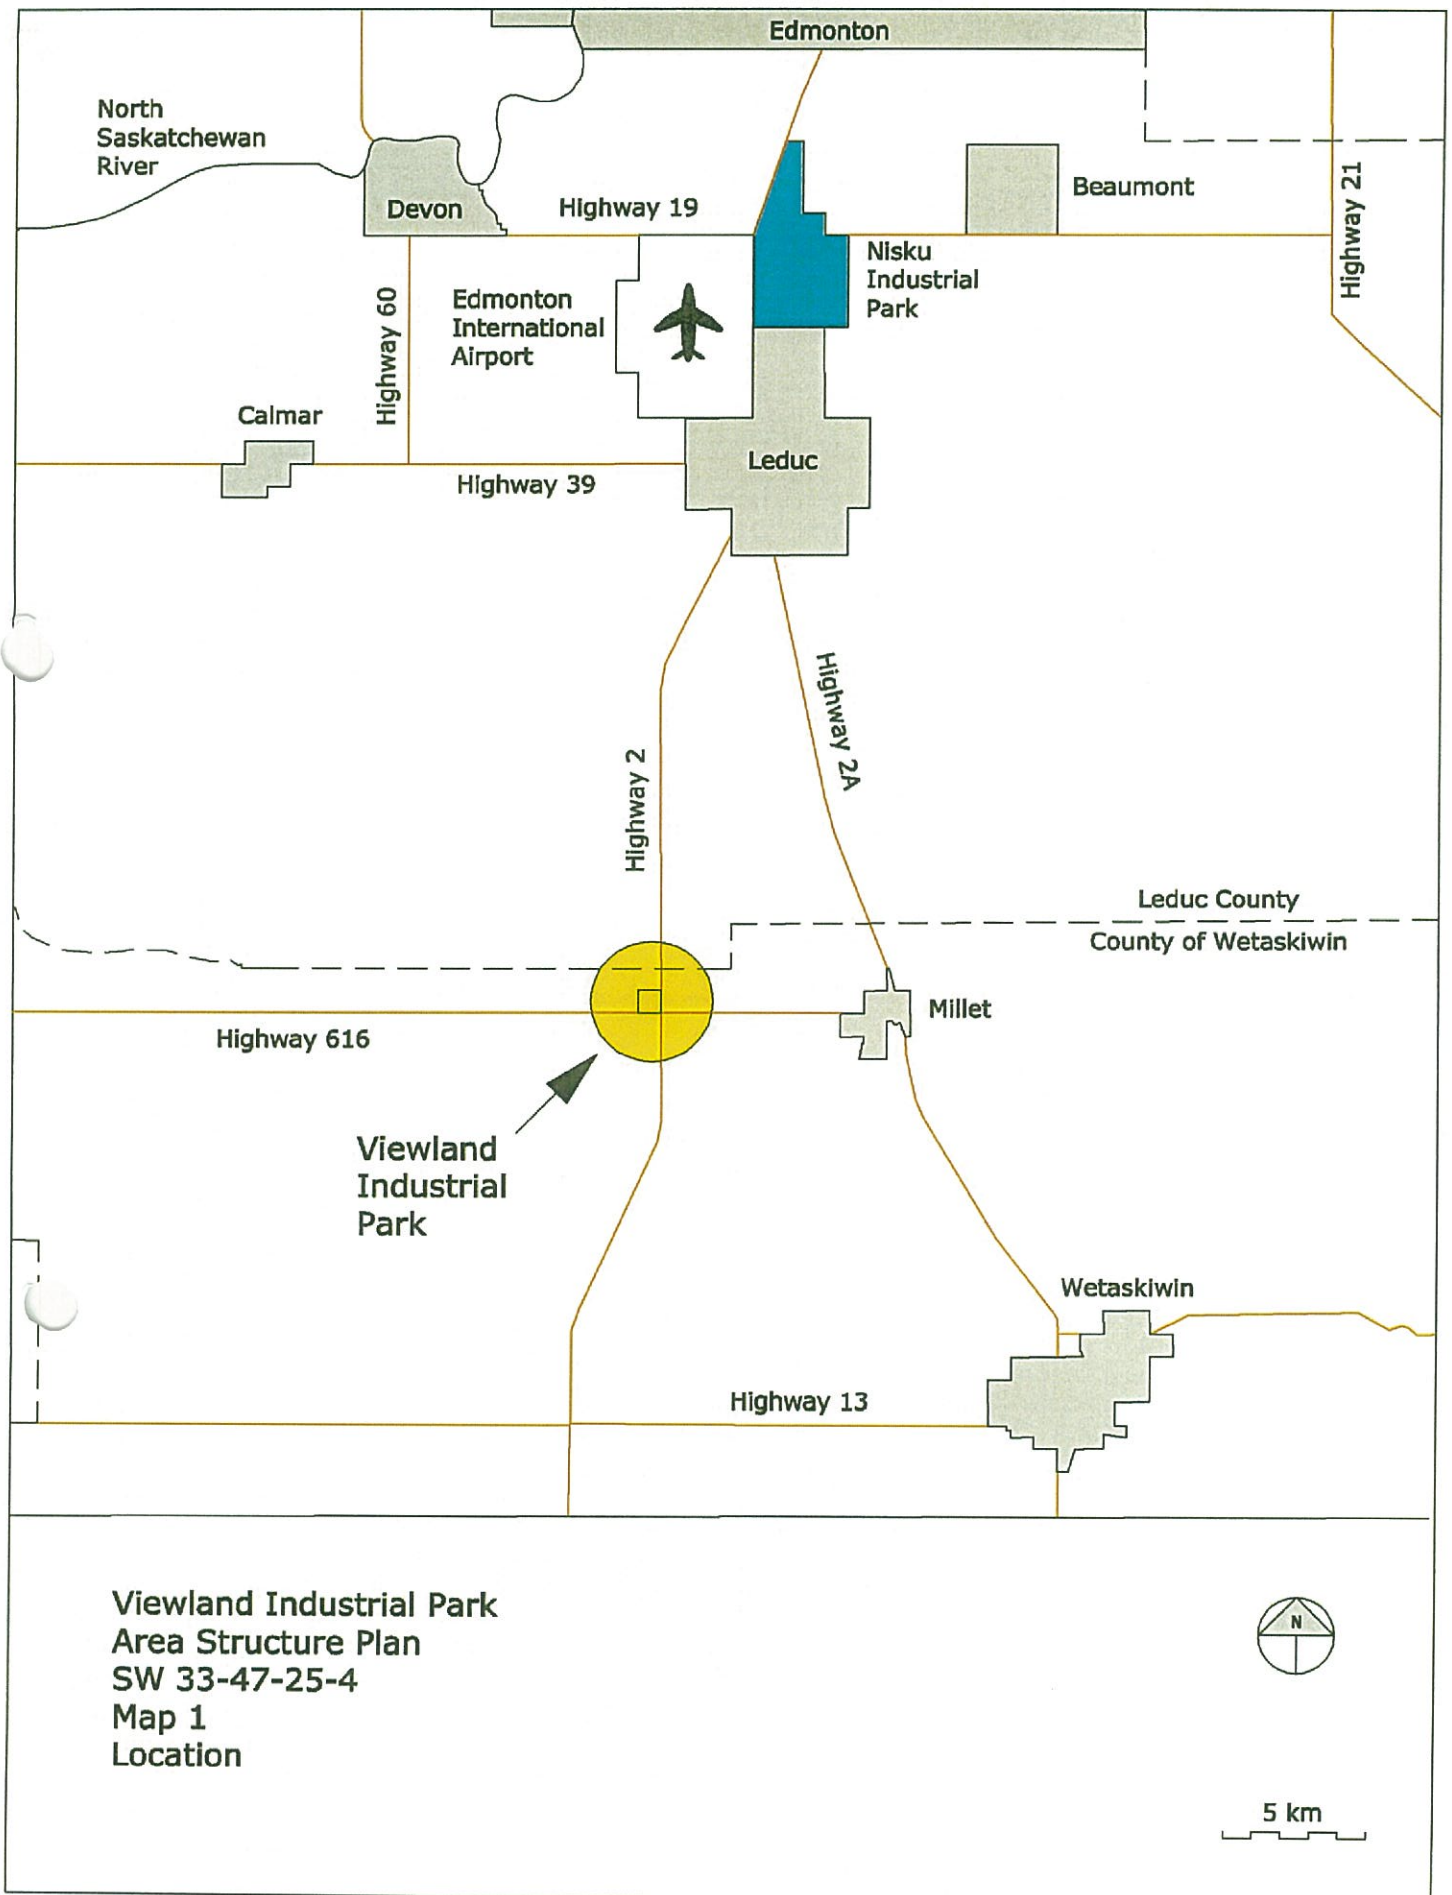 Edmonton
North
Saskatchewan
River
Devon
Highway 19
Beaumont
Highway 21
Nisku
Industrial
Park
Edmonton
International
Airport
Highway 60
Calmar
Highway 39
Leduc
Highway 2
Highway 2A
Leduc County
County of Wetaskiwin
Millet
Highway 616
Viewland
Industrial
Park
Wetaskiwin
Highway 13
Viewland Industrial Park
Area Structure Plan
SW 33-47-25-4
Map 1
Location
N
5 km